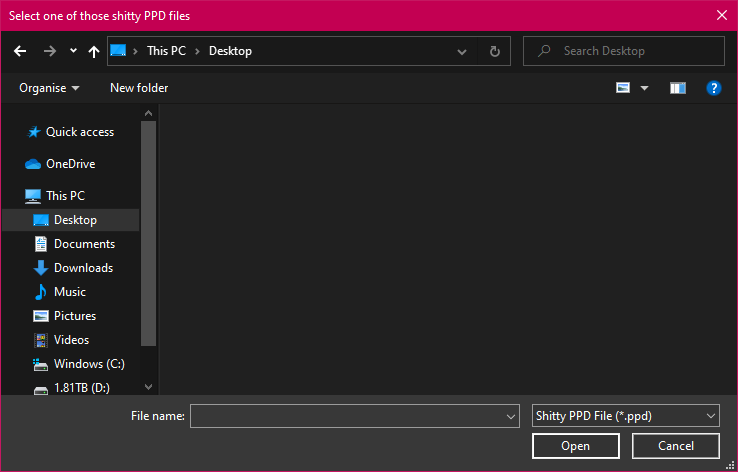 Select one of those shitty PPD files
This PC > Desktop
Search Desktop
Organise
New folder
Quick access
OneDrive
This PC
Desktop
Documents
Downloads
Music
Pictures
Videos
Windows (C:)
1.81TB (D:)
File name:
Shitty PPD File (*.ppd)
Open
Cancel